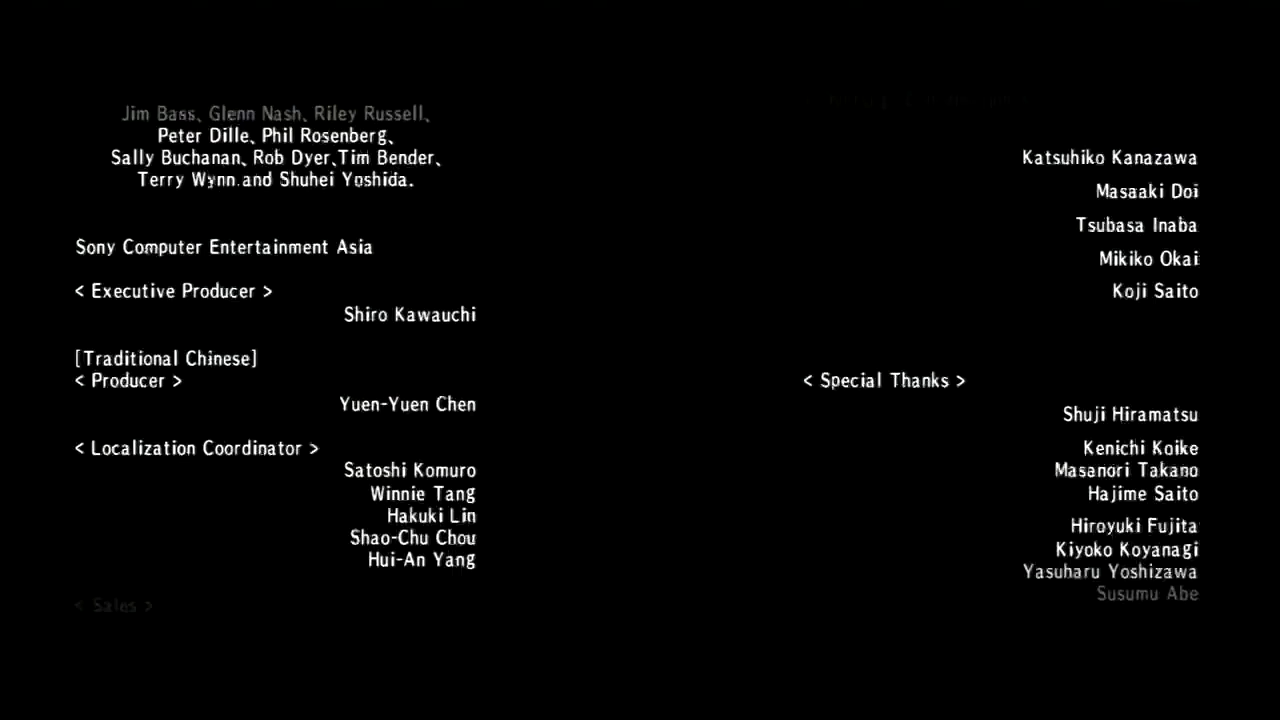 Jim Bass、Glenn Nash、Riley Russell、
Peter Dille、Phil Rosenberg、
Sally Buchanan、Rob Dyer、Tim Bender、
Terry Wynn and Shuhei Yoshida.
Sony Computer Entertainment Asia
< Executive Producer >
Shiro Kawauchi
[Traditional Chinese]
< Producer >
Yuen-Yuen Chen
< Localization Coordinator >
Satoshi Komuro
Winnie Tang
Hakuki Lin
Shao-Chu Chou
Hui-An Yang
< Sales >
Katsuhiko Kanazawa
Masaaki Doi
Tsubasa Inaba
Mikiko Okai
Koji Saito
< Special Thanks >
Shuji Hiramatsu
Kenichi Koike
Masanori Takano
Hajime Saito
Hiroyuki Fujita
Kiyoko Koyanagi
Yasuharu Yoshizawa
Susumu Abe